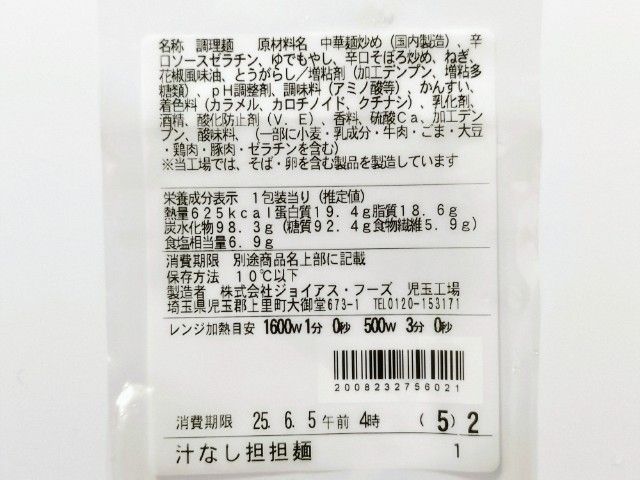 名称 調理麺 原材料名 中華麺炒め(国内製造)、辛
口ソースゼラチン、ゆでもやし、辛口そぼろ炒め、ねぎ、
花椒風味油、とうがらし/増粘剤(加工デンプン、増粘多
糖類)、pH調整剤、調味料(アミノ酸等)、かんすい、
着色料(カラメル、カロチノイド、クチナシ)、乳化剤、
酒精、酸化防止剤(V.E)、香料、硫酸Ca、加工デン
プン、酸味料、(一部に小麦・乳成分・牛肉・ごま・大豆
・鶏肉・豚肉・ゼラチンを含む)
※当工場では、そば・卵を含む製品を製造しています
栄養成分表示 1包装当り(推定値)
熱量625kcal蛋白質19.4g脂質18.6g
炭水化物98.3g(糖質92.4g食物繊維5.9g)
食塩相当量6.9g
消費期限 別途商品名上部に記載
保存方法 10℃以下
製造者 株式会社ジョイアス・フーズ 児玉工場
埼玉県児玉郡上里町大御堂673-1 TEL0120-153171
レンジ加熱目安 1600W 1分 0秒 500W 3分 0秒
2008232756021
消費期限 25. 6. 5 午前 4時 (5) 2
汁なし担担麺 1